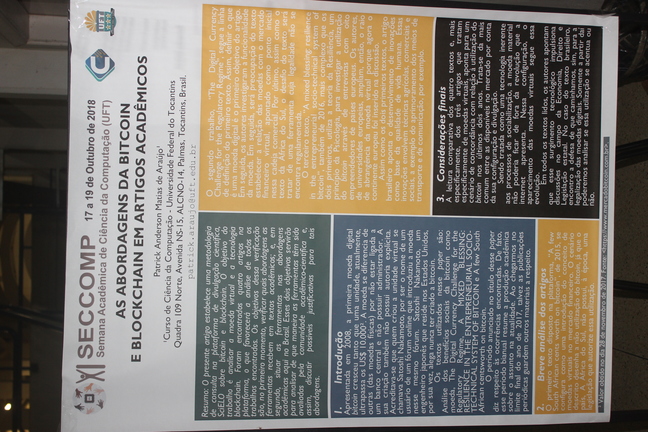 XI SECCOMP 17 a 19 de Outubro de 2018
Semana Acadêmica de Ciência da Computação (UFT)
UFT
AS ABORDAGENS DA BITCOIN
E BLOCKCHAIN EM ARTIGOS ACADÊMICOS
Patrick Anderson Matias de Araújo¹
¹Curso de Ciência da Computação - Universidade Federal do Tocantins
Quadra 109 Norte, Avenida NS-15, ALCNO-14, Palmas, Tocantins, Brasil.
patrick.araujo@uft.edu.br
Resumo: O presente artigo estabelece uma metodologia
de consulta na plataforma de divulgação científica,
SciELO sobre bitcoin e blockchain. O objetivo do
trabalho é analisar a moeda virtual e a tecnologia
blockchain. Foram encontrados quatro artigos na
plataforma, o que favorecerá a análise de todos os
trabalhos encontrados. Os objetivos dessa verificação
são, no primeiro momento, verificar quais abordagens as
ferramentas recebem em textos acadêmicos; e, em
segundo, situar as ferramentas nas abordagens
acadêmicas aqui no Brasil. Esses dois objetivos servirão
para analisar de que maneira as ferramentas têm sido
avaliadas pela comunidade acadêmico-científica e,
assim, discutir possíveis justificativas para tais
abordagens.
1. Introdução
Apresentada em 2008, a primeira moeda digital
bitcoin cresceu tanto que uma unidade, atualmente,
ultrapassa os US$ 10.000³. A moeda se diferencia de
outras (das moedas físicas) por não estar ligada a
um banco central e não possuir administrador. A
sua criação também não possui autoria explícita.
Acreditava-se que quem criou a unidade virtual se
chamava Satoshi Nakamoto, por ser o nome de um
usuário de um fórum online que introduziu a moeda
nesse mesmo fórum. Satoshi Nakamoto, um
engenheiro japonês que reside nos Estados Unidos,
por sua vez, alega nunca ter criado a bitcoin.
Os textos utilizados nesse paper são:
Análise dos benefícios sociais da bitcoin como
moeda, The Digital Currency Challenge for the
Regulatory Regime, A MIXED BLESSING:
RESILIENCE IN THE ENTREPRENEURIAL SOCIO-
TECHNICAL SYSTEM OF BITCOIN e A few South
African cents worth on bitcoin.
O período anunciado no título desse paper
diz respeito às ocorrências encontradas. De fato,
esse período bianual resume a produção acadêmica
sobre o assunto na atualidade. Ao chegarmos no
limite final do ano de 2017, talvez as publicações
periódicas guardem outros materiais a respeito.
2. Breve análise dos artigos
O primeiro texto disposto na plataforma, "A few
South African cents worth on bitcoin", de 2015, se
configura como uma introdução do conceito de
moedas virtuais no mercado financeiro. O cenário
descrito desenha a não utilização do bitcoin, já que o
país, A África do Sul, não possui, à época, uma
legislação que autorize essa utilização.
O segundo trabalho, "The Digital Currency
Challenge for the Regulatory Regime", segue a linha
de definição do primeiro texto. Assim, definir o que
é uma moeda digital é o primeiro objetivo do artigo.
Em seguida, os autores investigaram a funcionalidade
da moeda. Em seguida, será preocupação do texto
estabelecer a relação das moedas com o mercado
financeiro virtual, apontado como ponto inicial
nessa cadeia comercial. Por último, assim como o
texto da África do Sul, o desafio do texto será
tratar de uma ferramenta cuja legalidade não se
encontra regulamentada.
O terceiro texto, "A mixed blessing: resilience
in the entrepreneurial socio-technical system of
bitcoin", também de 2016, mais complexo que os
dois primeiros, utiliza a teoria da Resiliência, um
princípio da Psicologia, para investigar a utilização
do bitcoin através de entrevistas com oito
empreendedores de países europeus. Os autores,
de universidades europeias, ampliam, então, o raio
de abrangência da moeda virtual porque agora o
continente europeu foi inserido na discussão.
Assim como os dois primeiros textos, o artigo
brasileiro aponta o desenvolvimento de inovações
como base da qualidade de vida humana. Essas
inovações envolvem técnicas agrícolas, comerciais e
sociais, a exemplo do aprimoramento dos meios de
transporte e de comunicação, por exemplo.
3. Considerações finais
A leitura comparativa dos quatro textos e, mais
especificamente, dos três artigos que tratam
especificamente de moedas virtuais, aponta para um
cenário de concordância com relação à utilização do
bitcoin nos últimos dois anos. Trata-se da mais
comum entre as disponíveis no mercado por conta
da sua configuração e divulgação.
Sendo tratada como uma tecnologia inerente
aos processos de sociabilização, a moeda material
não poderia ficar de fora da revolução que a
internet apresenta. Nessa configuração, o
aparecimento das moedas virtuais segue essa
evolução.
Em todos os textos lidos, os autores apontam
que esse surgimento tecnológico impulsiona
discussões no campo da Economia, Direito e
Legislação estatal. No caso do texto brasileiro,
encontro a defesa de que caminhamos, sim, para a
legalização das moedas digitais. Somente a partir daí
poderemos analisar se essa utilização se acentua ou
não.
¹ Valor obtido no dia 28 de novembro de 2017. Fonte: <https://www.mercadobitcoin.com.br>.